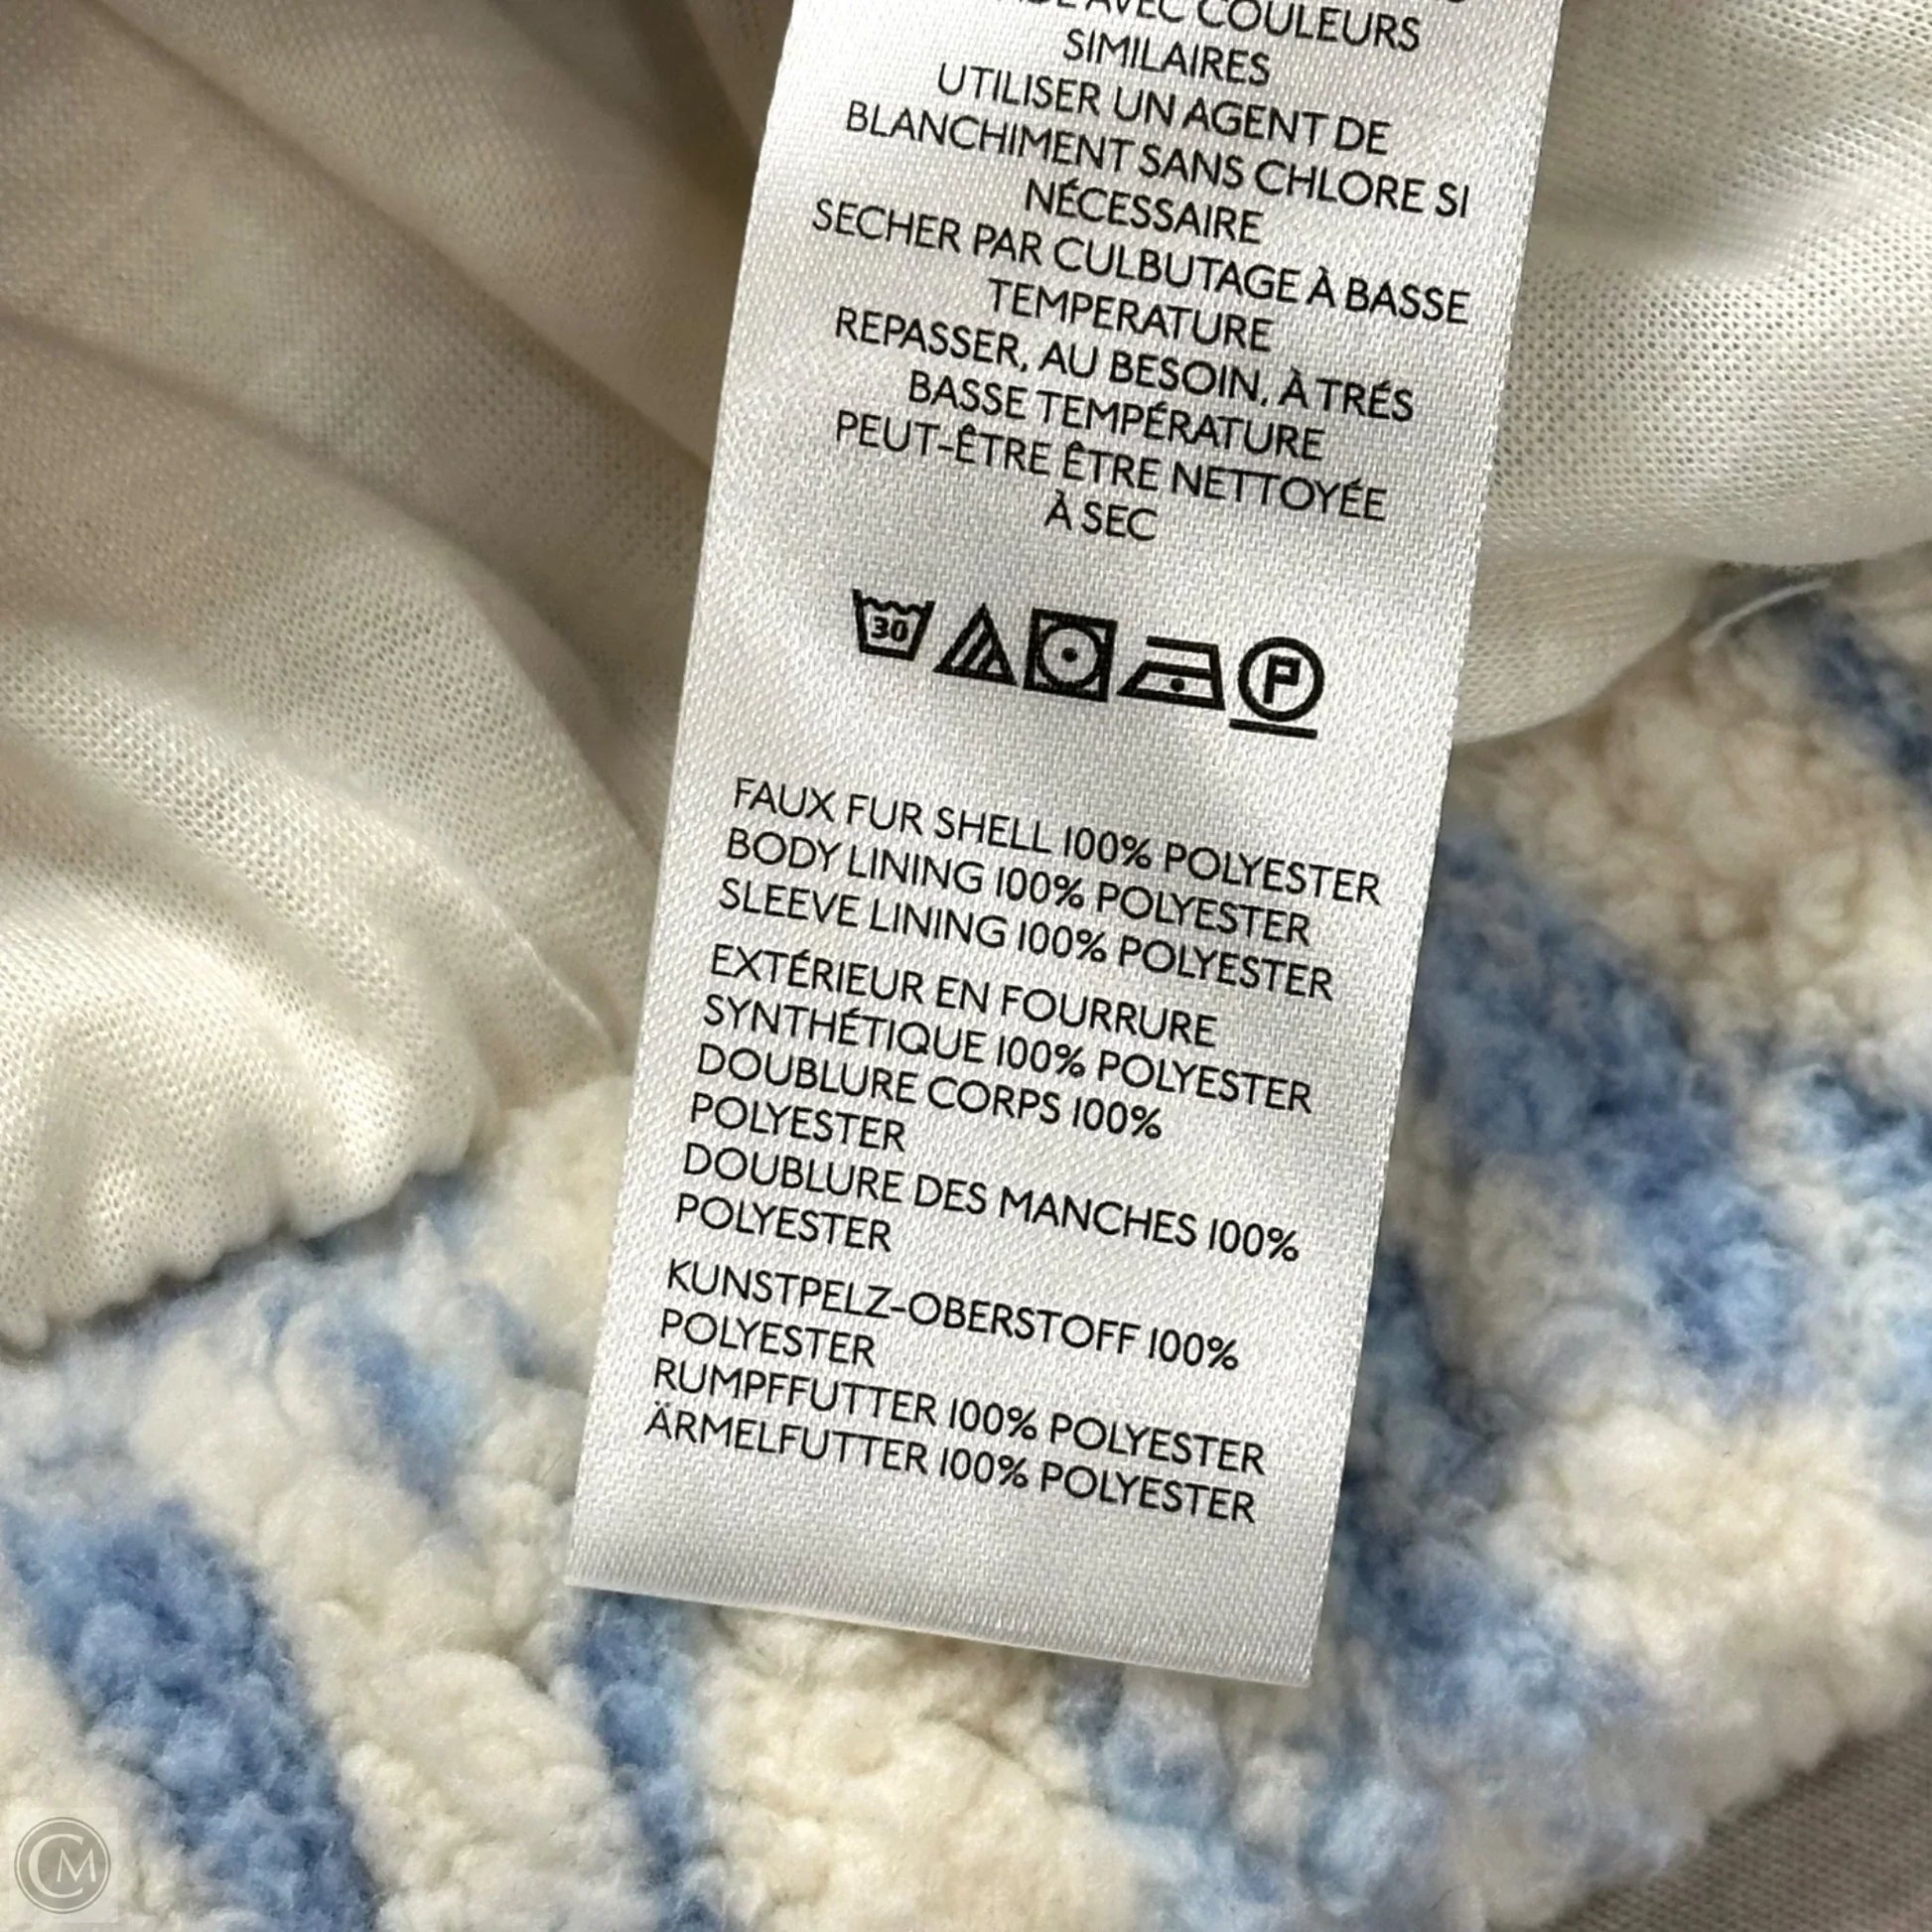 AVEC COULEURS
SIMILAIRES
UTILISER UN AGENT DE
BLANCHIMENT SANS CHLORE SI
NÉCESSAIRE
SECHER PAR CULBUTAGE À BASSE
TEMPERATURE
REPASSER, AU BESOIN, À TRÉS
BASSE TEMPÉRATURE
PEUT-ÊTRE ÊTRE NETTOYÉE
À SEC
30
P
FAUX FUR SHELL 100% POLYESTER
BODY LINING 100% POLYESTER
SLEEVE LINING 100% POLYESTER
EXTÉRIEUR EN FOURRURE
SYNTHÉTIQUE 100% POLYESTER
DOUBLURE CORPS 100%
POLYESTER
DOUBLURE DES MANCHES 100%
POLYESTER
KUNSTPELZ-OBERSTOFF 100%
POLYESTER
RUMPFFUTTER 100% POLYESTER
ÄRMELFUTTER 100% POLYESTER
CM